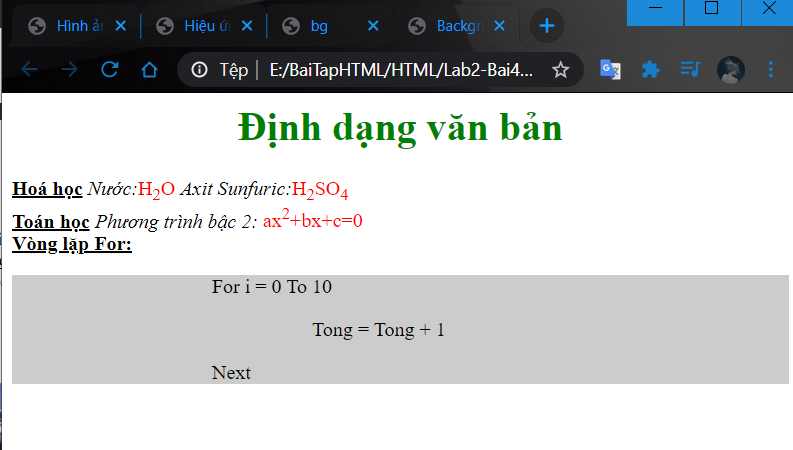 Hình ản Hiệu ứn bg Backgr
Tệp | E:/BaiTapHTML/HTML/Lab2-Bai4...
Định dạng văn bản
Hoá học Nước:H₂O Axit Sunfuric:H₂SO₄
Toán học Phương trình bậc 2: ax²+bx+c=0
Vòng lặp For:
For i = 0 To 10
Tong = Tong + 1
Next